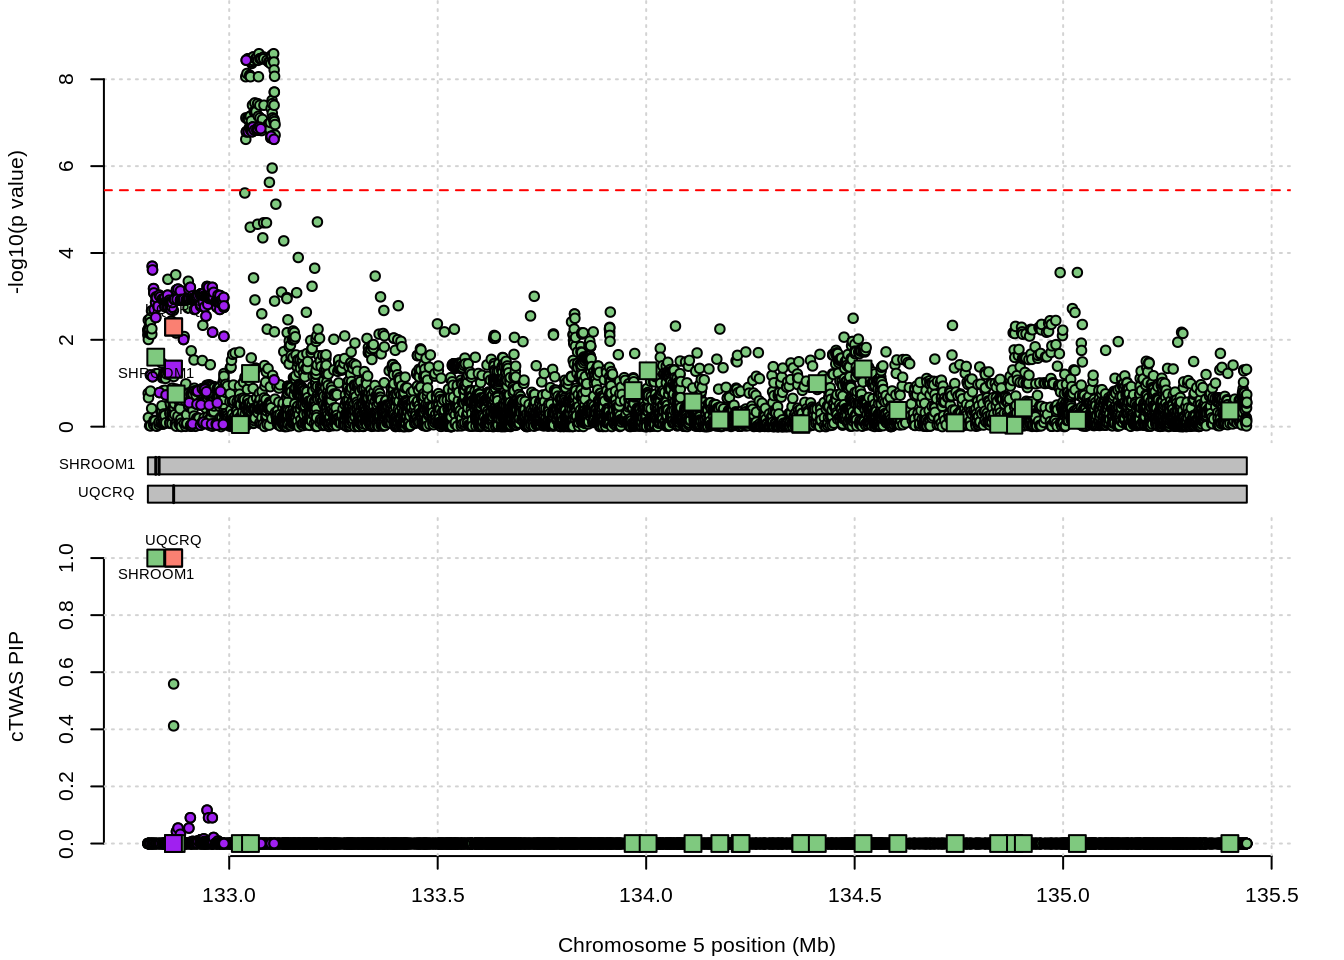 8
6
4
2
0
-log10(p value)
SHROOM1
SHROOM1
UQCRQ
UQCRQ
SHROOM1
1.0
0.8
0.6
0.4
0.2
0.0
cTWAS PIP
133.0 133.5 134.0 134.5 135.0 135.5
Chromosome 5 position (Mb)